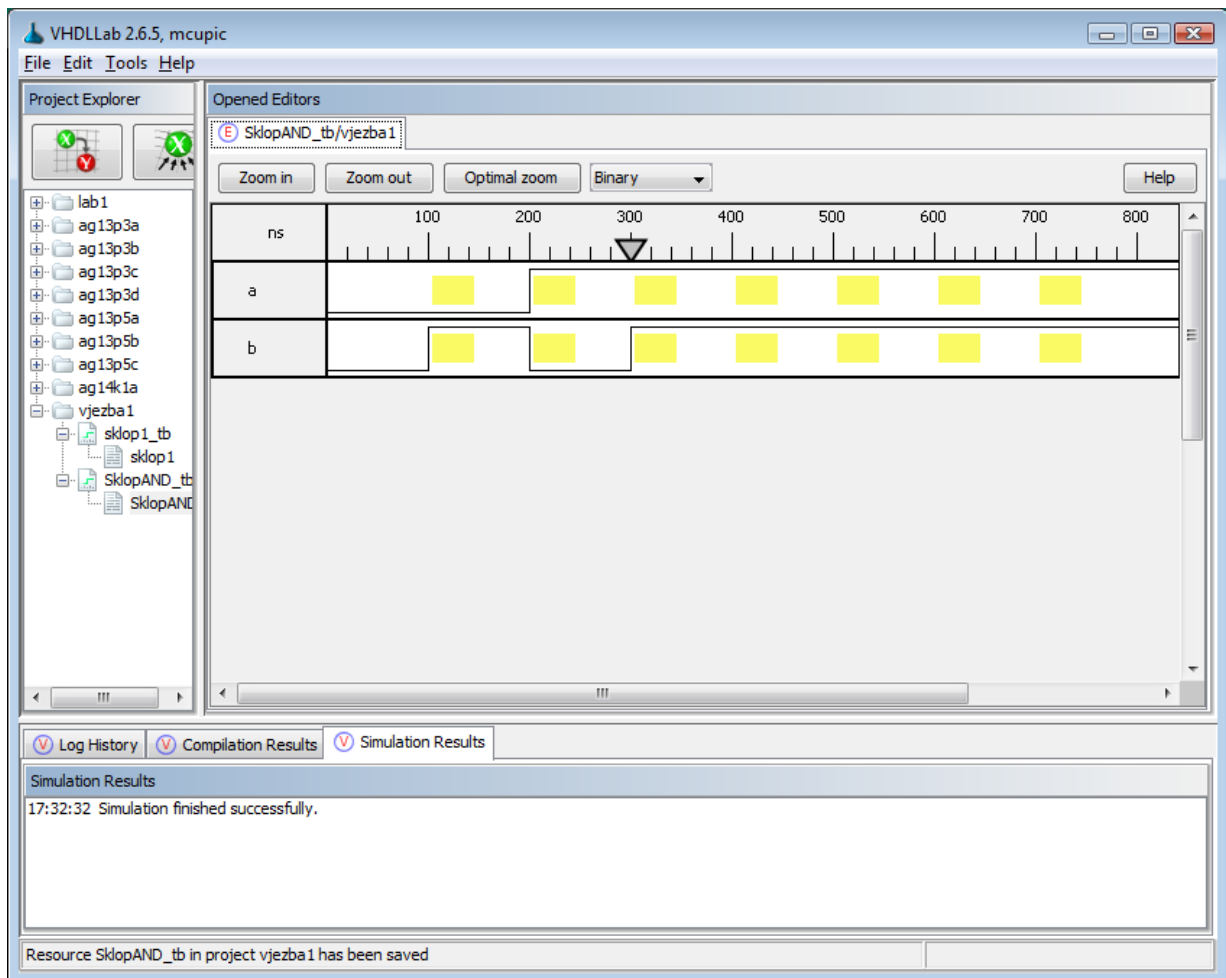 VHDLLab 2.6.5, mcupic
File Edit Tools Help
Project Explorer
X
Y
X
lab1
ag13p3a
ag13p3b
ag13p3c
ag13p3d
ag13p5a
ag13p5b
ag13p5c
ag14k1a
vjezba1
sklop1_tb
sklop1
SklopAND_tb
SklopAND
Opened Editors
E SklopAND_tb/vjezba1
Zoom in Zoom out Optimal zoom Binary Help
ns 100 200 300 400 500 600 700 800
a
b
V Log History V Compilation Results V Simulation Results
Simulation Results
17:32:32 Simulation finished successfully.
Resource SklopAND_tb in project vjezba1 has been saved